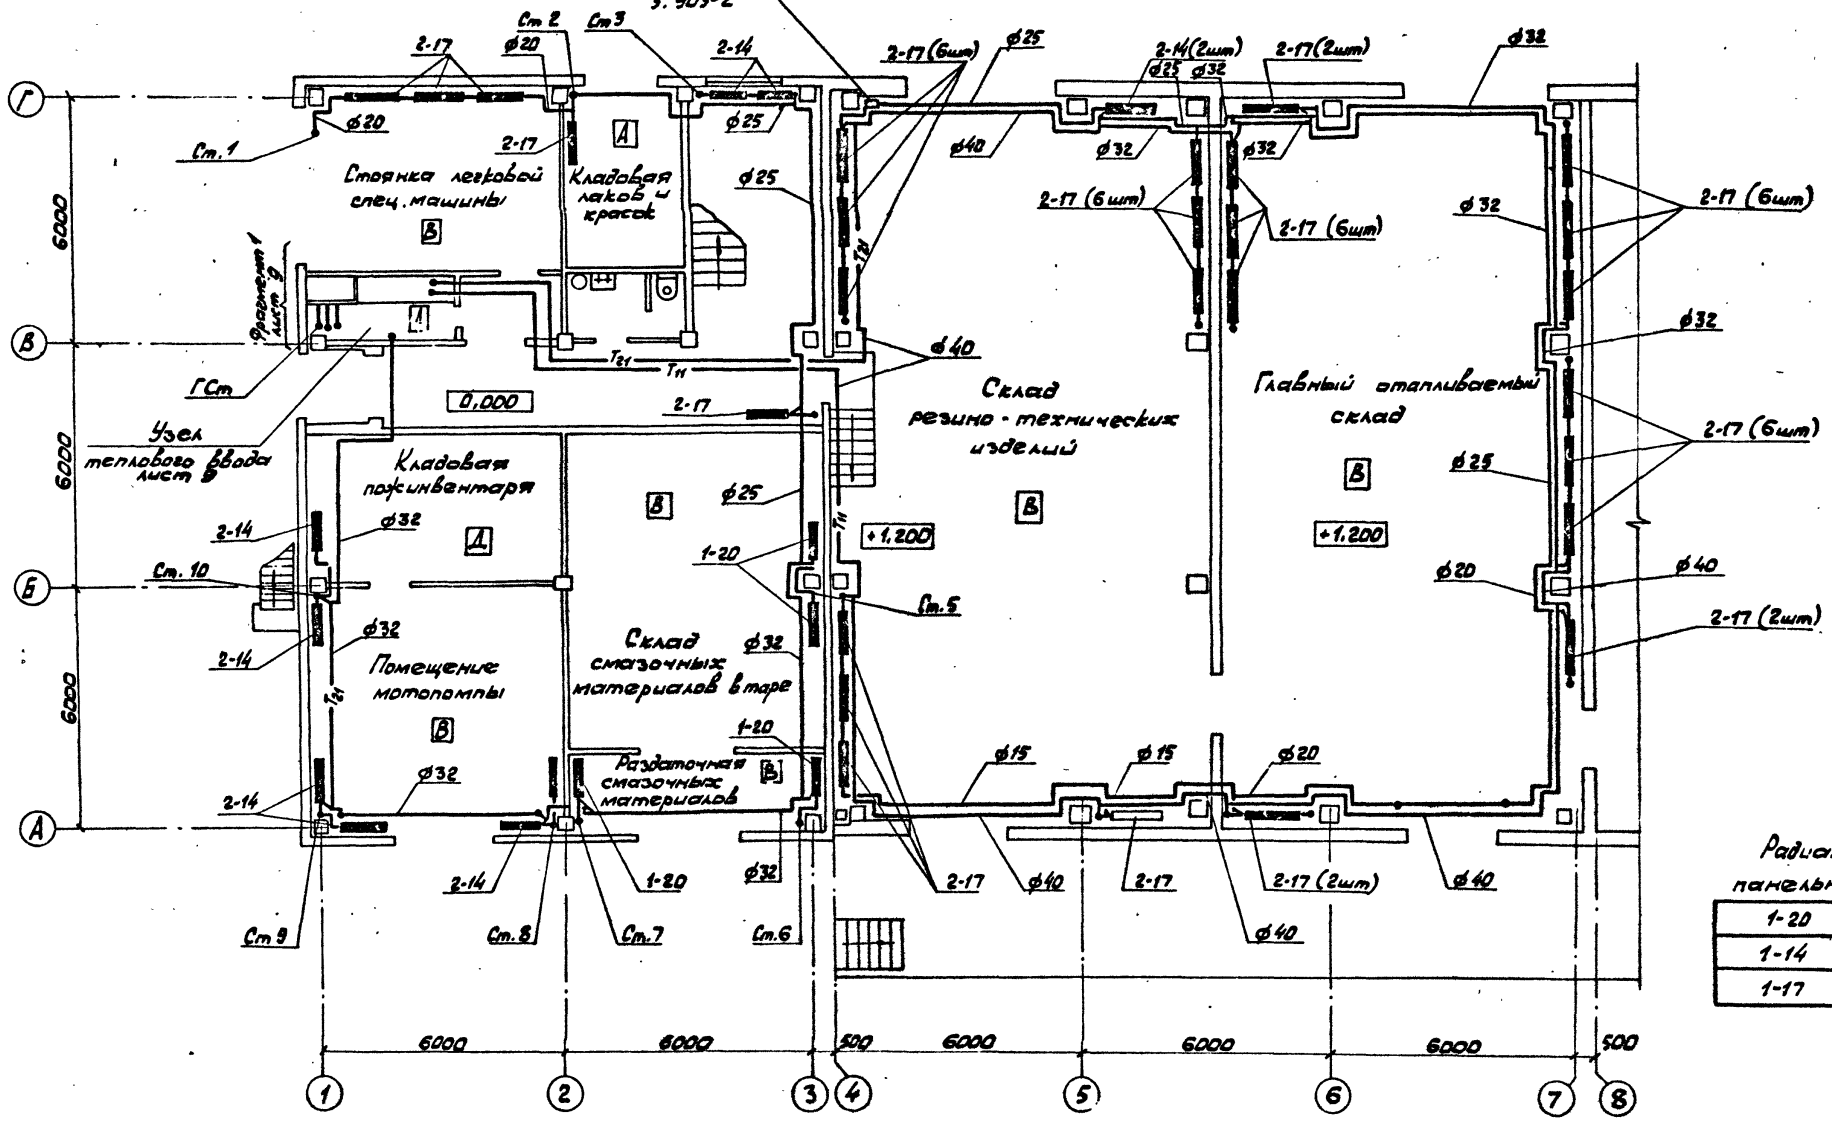 Ст 2
Ст 3
2-17
ф20
2-14
2-17 (6шт)
ф25
2-14 (2шт)
2-17 (2шт)
ф32
ф25
ф32
Г
ф20
Ст. 1
2-17
А
ф25
ф40
ф32
ф32
Стоянка легковой
спец. машины
В
Кладовая
лаков и
красок
ф25
2-17 (6шт)
2-17 (6шт)
ф32
2-17 (6шт)
6000
Фрагмент 1
лист 9
Т21
Д
В
ГСт
Т21
Т11
ф40
ф32
0,000
2-17
Узел
теплового ввода
лист 9
Склад
резино-технических
изделий
В
+1.200
Главный отапливаемый
склад
В
+1.200
2-17 (6шт)
6000
Кладовая
пожинвентаря
Д
В
ф25
ф25
2-14
ф32
Т11
1-20
Ст. 10
Б
Ст. 5
ф20
ф40
2-14
ф32
2-17 (2шт)
Помещение
мотопомпы
В
Склад
смазочных
материалов в таре
ф32
6000
Т21
1-20
Раздаточная
смазочных
материалов
В
ф15
ф15
ф20
2-14
ф32
А
2-14
1-20
ф32
2-17
ф40
2-17
2-17 (2шт)
ф40
Ст 9
Ст. 8
Ст. 7
Ст. 6
ф40
1-20
1-14
1-17
6000
6000
500
6000
6000
6000
500
1
2
3
4
5
6
7
8